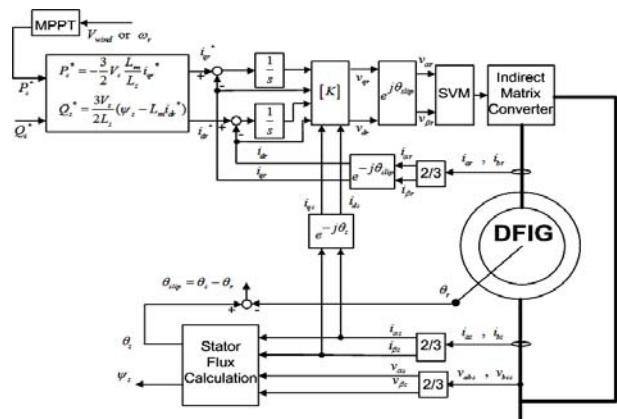 MPPT
V_wind or ω_r
P_s*
P_s* = -3/2 V_s L_m/L_s i_qr*
Q_s* = 3V_s/2L_s (ψ_s - L_m i_dr*)
Q_s*
i_qr*
i_dr*
+
-
+
-
1/s
1/s
[K]
v_qr
v_dr
e^jθ_slip
v_αr
v_βr
SVM
Indirect
Matrix
Converter
i_dr
i_qr
e^-jθ_slip
i_αr
i_βr
2/3
i_ar , i_br
i_qs
i_ds
e^-jθ_s
DFIG
θ_slip = θ_s - θ_r
+
-
θ_r
θ_s
ψ_s
Stator
Flux
Calculation
i_αs
i_βs
2/3
i_as , i_bs
v_αs
v_βs
2/3
v_abs , v_bcs